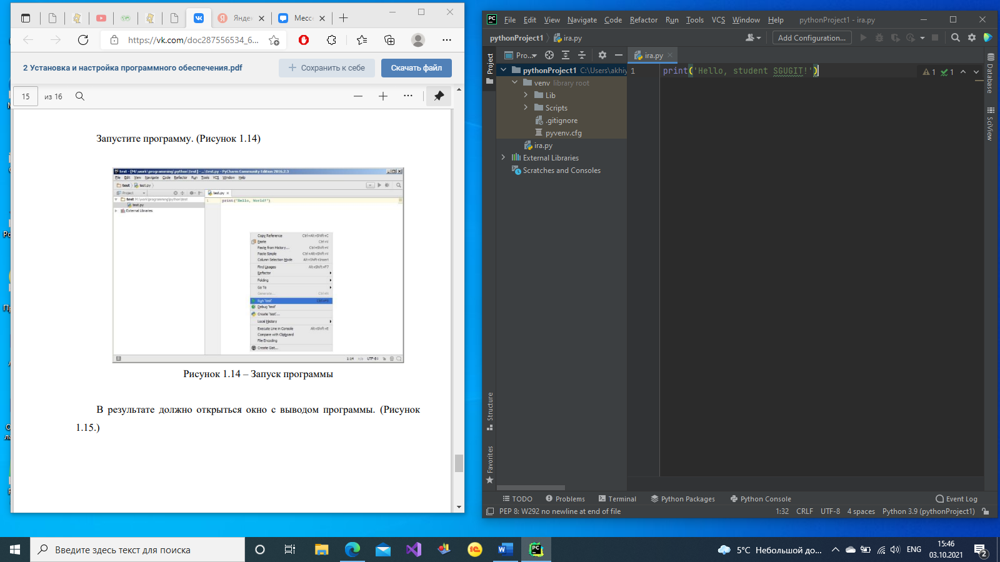 Яндек
Мессе
https://vk.com/doc287556534_6...
2 Установка и настройка программного обеспечения.pdf
Сохранить к себе
Скачать файл
15 из 16
Запустите программу. (Рисунок 1.14)
test - [M:\work\programming\python\test] - ...\test.py - PyCharm Community Edition 2016.2.3
File Edit View Navigate Code Refactor Run Tools VCS Window Help
test test.py
Project
test.py
test M:\work\programming\python\test
1 print("Hello, World!")
test.py
External Libraries
Copy Reference Ctrl+Alt+Shift+C
Paste Ctrl+V
Paste from History... Ctrl+Shift+V
Paste Simple Ctrl+Alt+Shift+V
Column Selection Mode Alt+Shift+Insert
Find Usages Alt+Shift+F7
Refactor
Folding
Go To
Generate...
Run 'test'
Debug 'test'
Create 'test'...
Local History
Execute Line in Console Alt+Shift+E
Compare with Clipboard
File Encoding
Create Gist...
1:14 n/a UTF-8
Рисунок 1.14 – Запуск программы
В результате должно открыться окно с выводом программы. (Рисунок
1.15.)
PC File Edit View Navigate Code Refactor Run Tools VCS Window Help pythonProject1 - ira.py
pythonProject1 ira.py Add Configuration...
Project
Pro...
ira.py
pythonProject1 C:\Users\akhiy
venv library root
Lib
Scripts
.gitignore
pyvenv.cfg
ira.py
External Libraries
Scratches and Consoles
1 print('Hello, student SGUGIT!')
1 1
Database
SciView
Structure
Favorites
TODO Problems Terminal Python Packages Python Console Event Log
PEP 8: W292 no newline at end of file 1:32 CRLF UTF-8 4 spaces Python 3.9 (pythonProject1)
Введите здесь текст для поиска
1С
W
PC
5°C Небольшой до...
ENG
15:46
03.10.2021
2